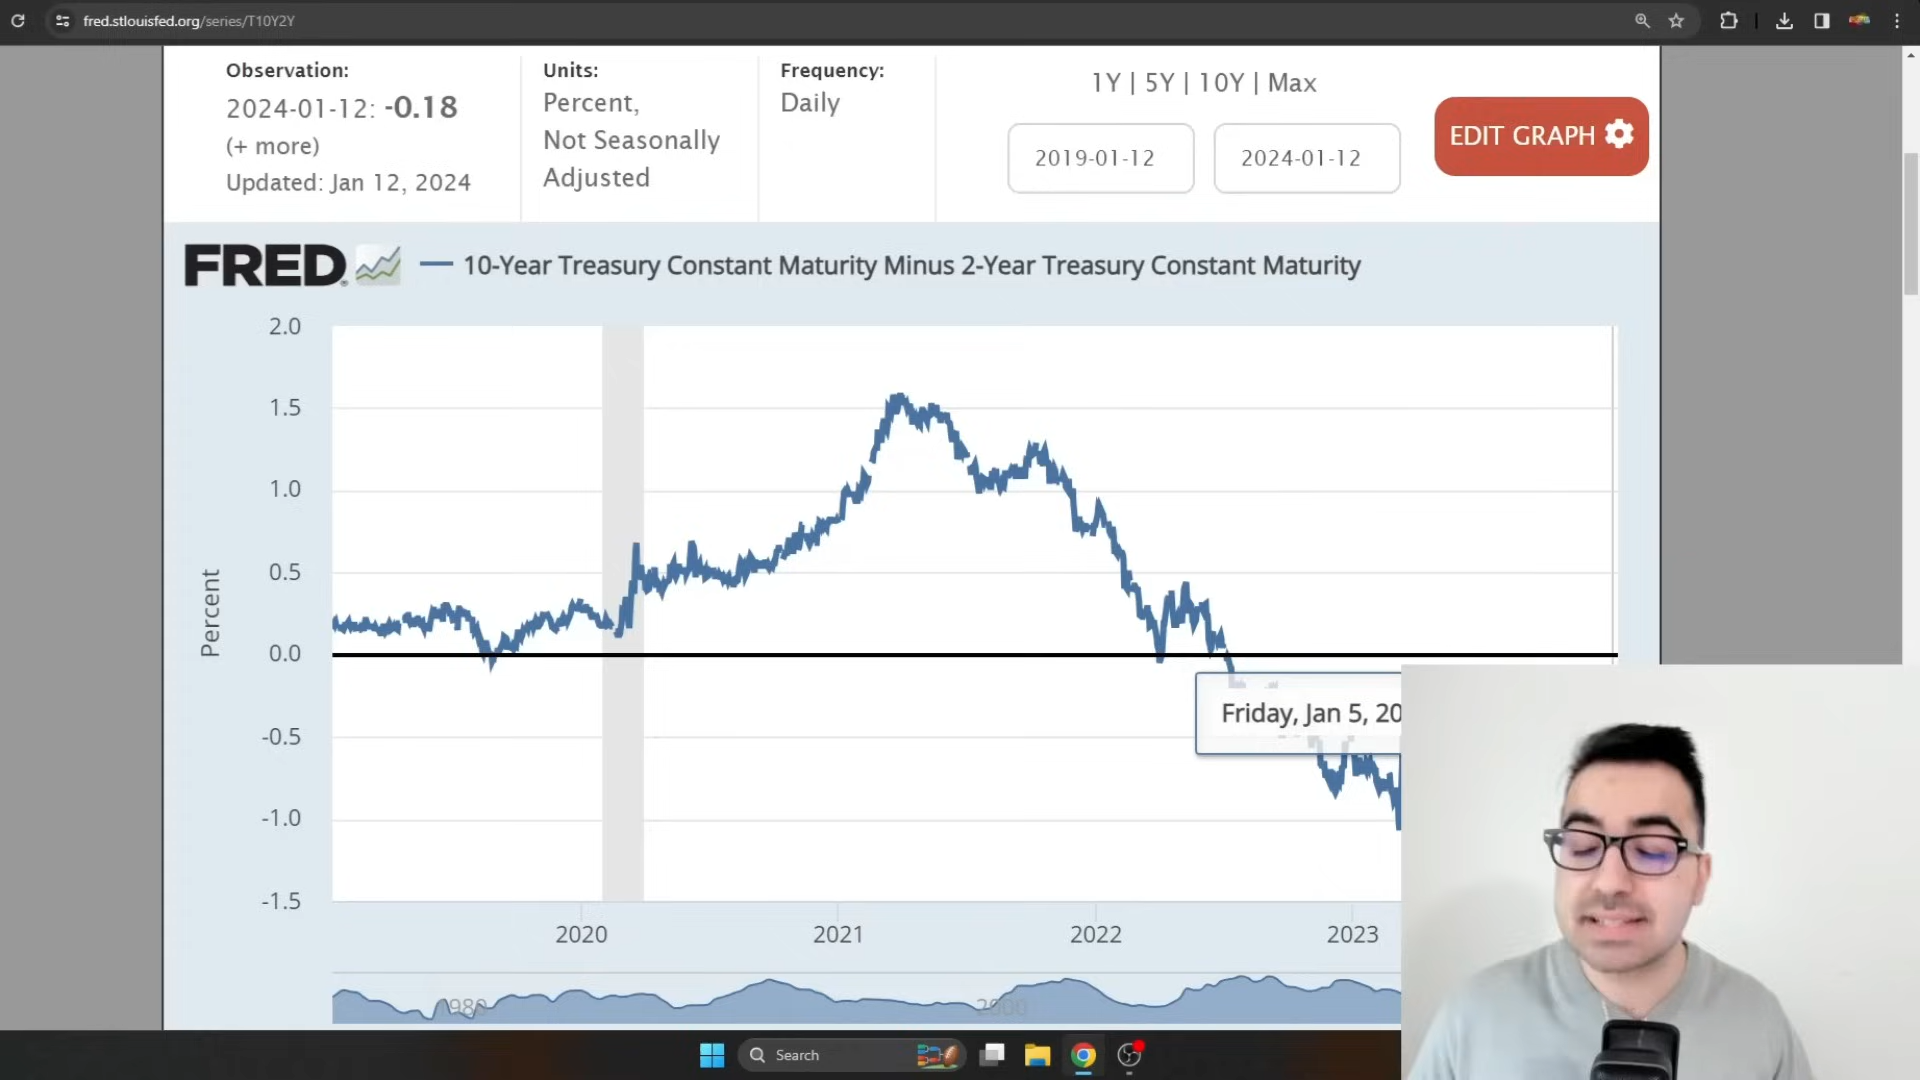 fred.stlouisfed.org/series/T10Y2Y
Observation:
2024-01-12: -0.18
(+ more)
Updated: Jan 12, 2024
Units:
Percent,
Not Seasonally
Adjusted
Frequency:
Daily
1Y | 5Y | 10Y | Max
2019-01-12
2024-01-12
EDIT GRAPH
FRED
10-Year Treasury Constant Maturity Minus 2-Year Treasury Constant Maturity
2.0
1.5
1.0
0.5
0.0
-0.5
-1.0
-1.5
Percent
Friday, Jan 5, 20
2020
2021
2022
2023
1980
2000
Search